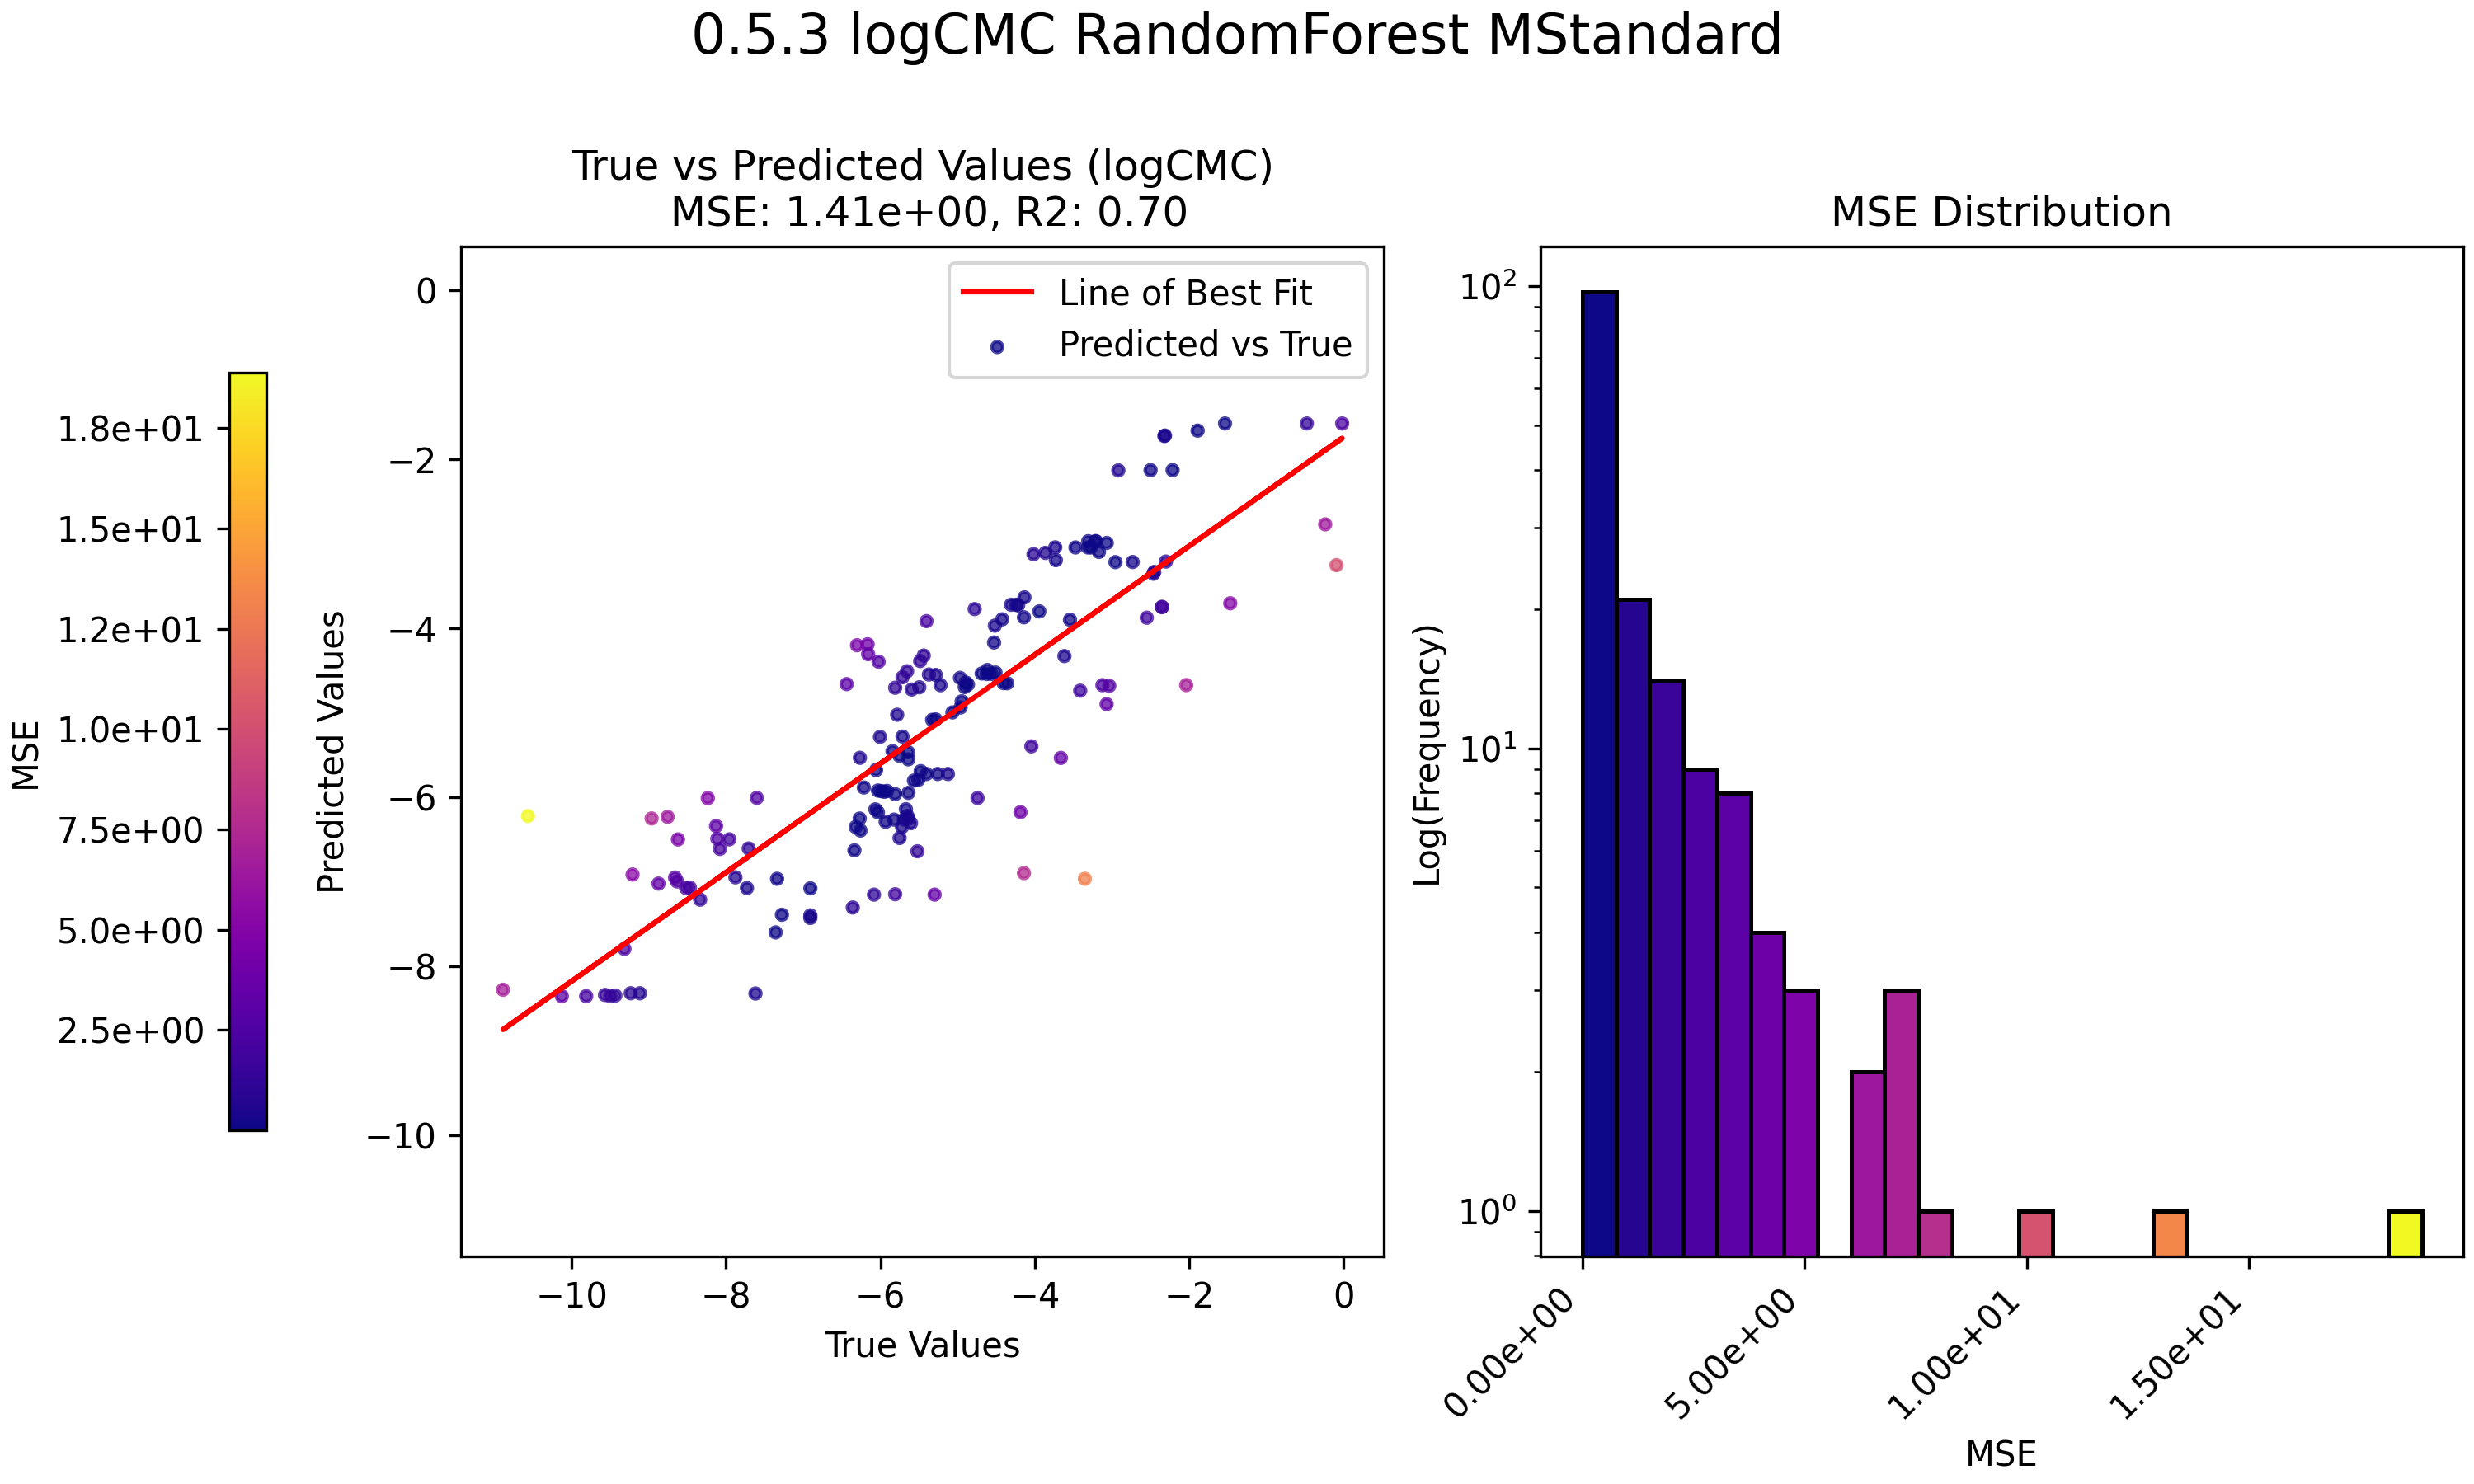 0.5.3 logCMC RandomForest MStandard
True vs Predicted Values (logCMC)
MSE: 1.41e+00, R2: 0.70
MSE Distribution
Line of Best Fit
Predicted vs True
MSE
1.8e+01
1.5e+01
1.2e+01
1.0e+01
7.5e+00
5.0e+00
2.5e+00
Predicted Values
0
−2
−4
−6
−8
−10
−10 −8 −6 −4 −2 0
True Values
Log(Frequency)
10²
10¹
10⁰
0.00e+00 5.00e+00 1.00e+01 1.50e+01
MSE